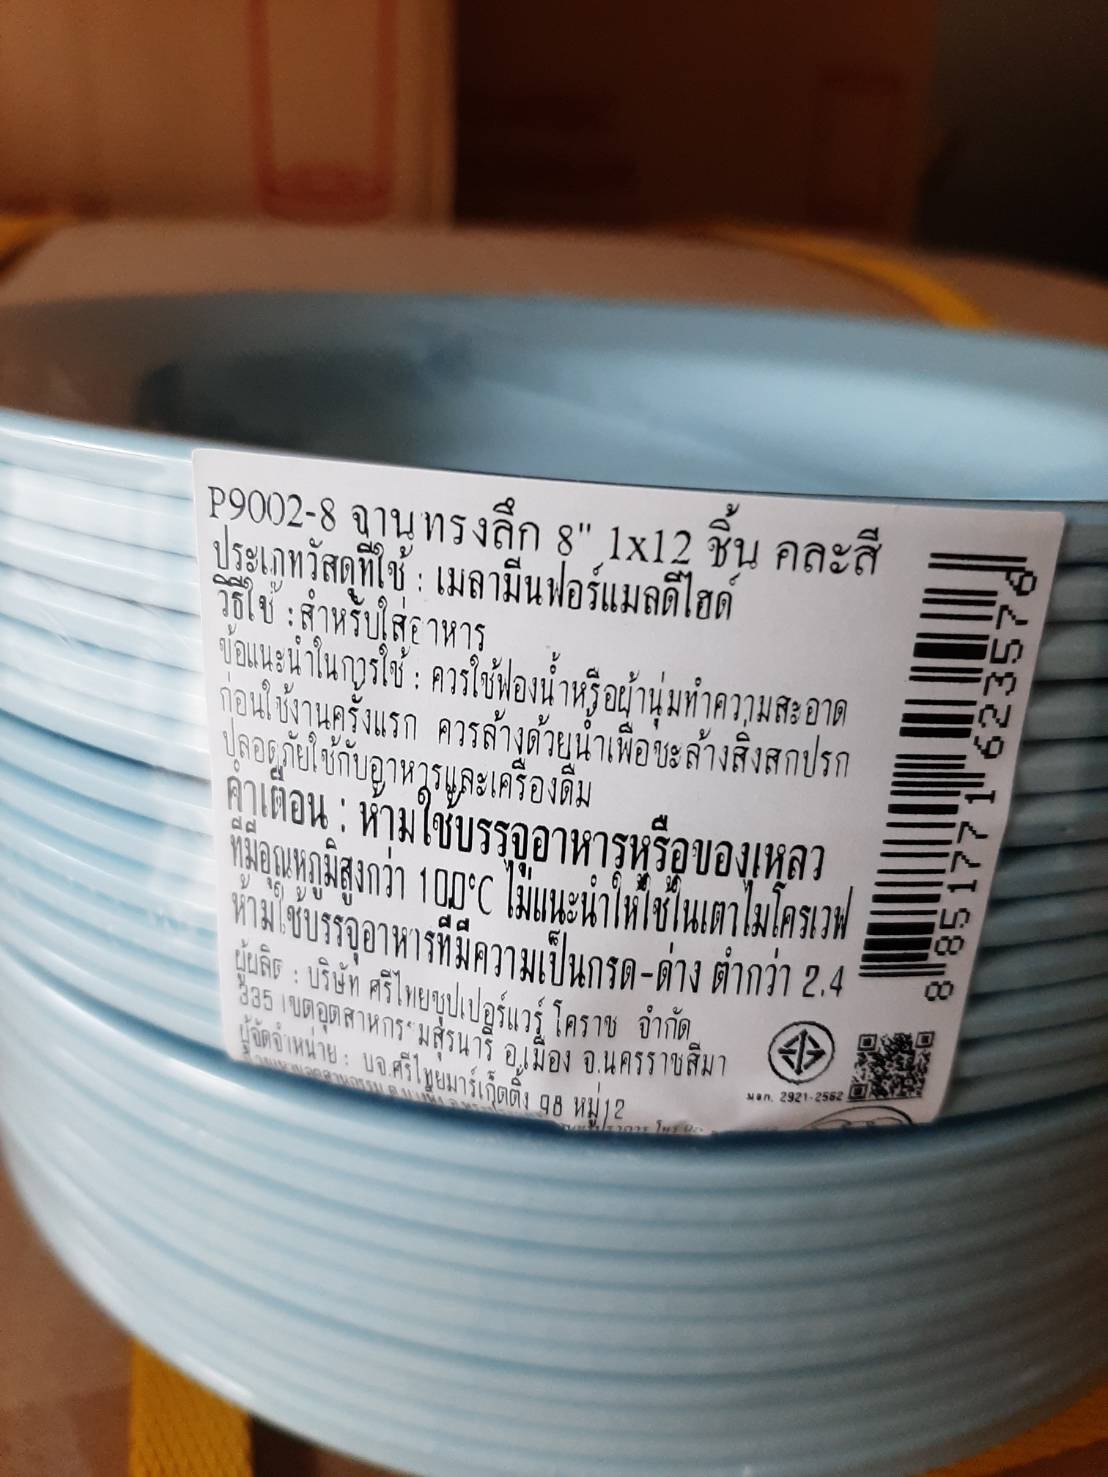 P9002-8 จานทรงลึก 8" 1x12 ชิ้น คละสี
ประเภทวัสดุที่ใช้ : เมลามีนฟอร์แมลดีไฮด์
วิธีใช้ : สำหรับใส่อาหาร
ข้อแนะนำในการใช้ : ควรใช้ฟองน้ำหรือผ้านุ่มทำความสะอาด
ก่อนใช้งานครั้งแรก ควรล้างด้วยน้ำเพื่อชะล้างสิ่งสกปรก
ปลอดภัยใช้กับอาหารและเครื่องดื่ม
คำเตือน : ห้ามใช้บรรจุอาหารหรือของเหลว
ที่มีอุณหภูมิสูงกว่า 100°C ไม่แนะนำให้ใช้ในเตาไมโครเวฟ
ห้ามใช้บรรจุอาหารที่มีความเป็นกรด-ด่าง ต่ำกว่า 2.4
ผู้ผลิต : บริษัท ศรีไทยซุปเปอร์แวร์ โคราช จำกัด
335 เขตอุตสาหกรรมสุรนารี อ.เมือง จ.นครราชสีมา
ผู้จัดจำหน่าย : บจ.ศรีไทยมาร์เก็ตติ้ง 98 หมู่12
มอก. 2921-2562
8 851771 623576